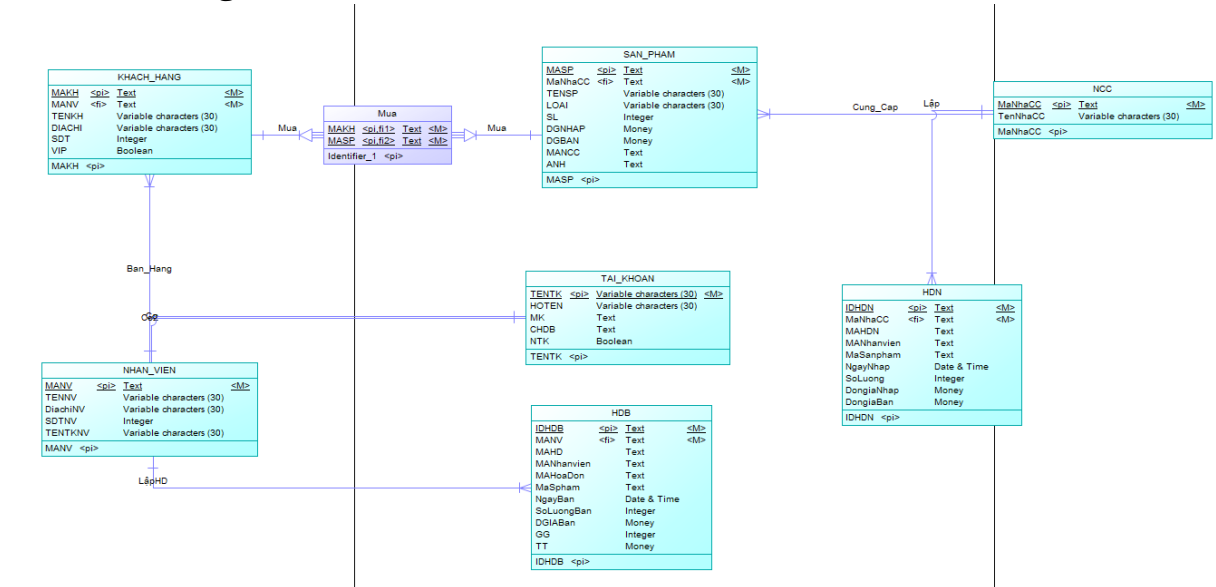 KHACH_HANG
MAKH <pi> Text <M>
MANV <fi> Text <M>
TENKH Variable characters (30)
DIACHI Variable characters (30)
SDT Integer
VIP Boolean
MAKH <pi>
Mua
Mua
MAKH <pi,fi1> Text <M>
MASP <pi,fi2> Text <M>
Identifier_1 <pi>
Mua
SAN_PHAM
MASP <pi> Text <M>
MaNhaCC <fi> Text <M>
TENSP Variable characters (30)
LOAI Variable characters (30)
SL Integer
DGNHAP Money
DGBAN Money
MANCC Text
ANH Text
MASP <pi>
Cung_Cap
Lập
NCC
MaNhaCC <pi> Text <M>
TenNhaCC Variable characters (30)
MaNhaCC <pi>
Ban_Hang
TAI_KHOAN
TENTK <pi> Variable characters (30) <M>
HOTEN Variable characters (30)
MK Text
CHDB Text
NTK Boolean
TENTK <pi>
HDN
IDHDN <pi> Text <M>
MaNhaCC <fi> Text <M>
MAHDN Text
MANhanvien Text
MaSanpham Text
NgayNhap Date & Time
SoLuong Integer
DongiaNhap Money
DongiaBan Money
IDHDN <pi>
NHAN_VIEN
MANV <pi> Text <M>
TENNV Variable characters (30)
DiachiNV Variable characters (30)
SDTNV Integer
TENTKNV Variable characters (30)
MANV <pi>
LậpHD
HDB
IDHDB <pi> Text <M>
MANV <fi> Text <M>
MAHD Text
MANhanvien Text
MAHoaDon Text
MaSpham Text
NgayBan Date & Time
SoLuongBan Integer
DGIABan Money
GG Integer
TT Money
IDHDB <pi>